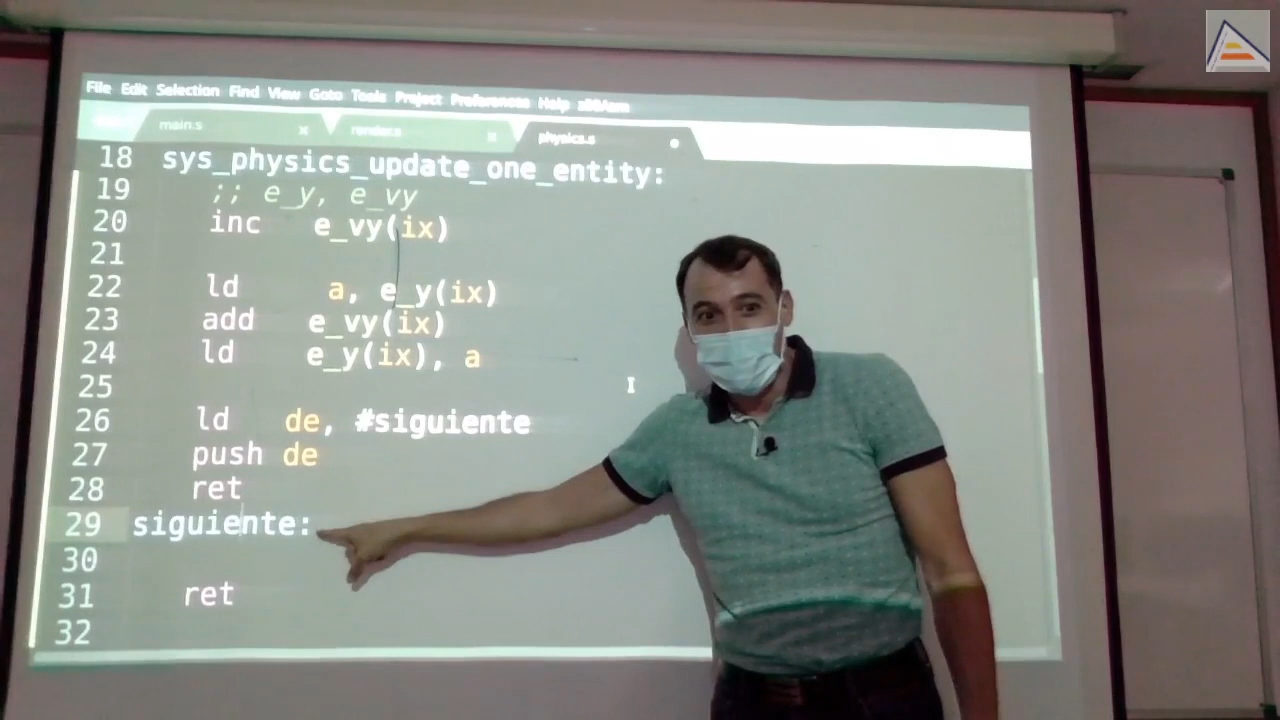 File Edit Selection Find View Goto Tools Project Preferences Help z80Asm
main.s render.s physics.s
18 sys_physics_update_one_entity:
19 ;; e_y, e_vy
20 inc e_vy(ix)
21
22 ld a, e_y(ix)
23 add e_vy(ix)
24 ld e_y(ix), a
25
26 ld de, #siguiente
27 push de
28 ret
29 siguiente:
30
31 ret
32